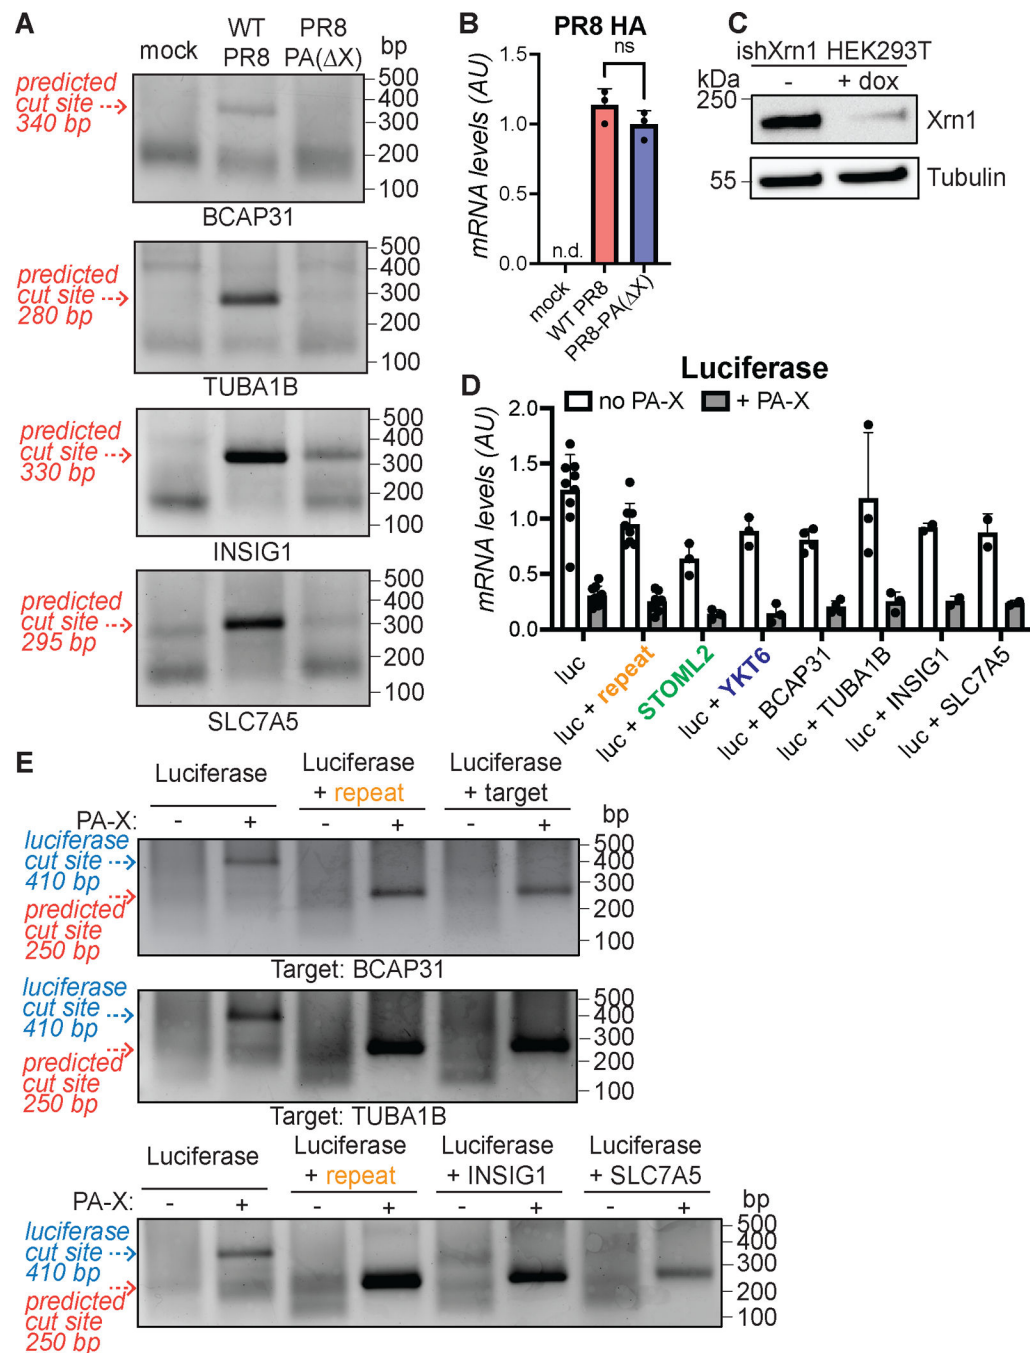 A
mock
WT
PR8
PR8
PA(ΔX)
bp
predicted
cut site
340 bp
500
400
300
200
100
BCAP31
predicted
cut site
280 bp
500
400
300
200
100
TUBA1B
predicted
cut site
330 bp
500
400
300
200
100
INSIG1
predicted
cut site
295 bp
500
400
300
200
100
SLC7A5
B
PR8 HA
mRNA levels (AU)
1.5
1.0
0.5
0.0
ns
n.d.
mock
WT PR8
PR8-PA(ΔX)
C
ishXrn1 HEK293T
kDa
- + dox
250
Xrn1
55
Tubulin
D
Luciferase
no PA-X + PA-X
mRNA levels (AU)
2.0
1.5
1.0
0.5
0.0
luc
luc + repeat
luc + STOML2
luc + YKT6
luc + BCAP31
luc + TUBA1B
luc + INSIG1
luc + SLC7A5
E
Luciferase
Luciferase
+ repeat
Luciferase
+ target
bp
PA-X: - + - + - +
luciferase
cut site
410 bp
predicted
cut site
250 bp
500
400
300
200
100
Target: BCAP31
luciferase
cut site
410 bp
predicted
cut site
250 bp
500
400
300
200
100
Target: TUBA1B
Luciferase
Luciferase
+ repeat
Luciferase
+ INSIG1
Luciferase
+ SLC7A5
bp
PA-X: - + - + - + - +
luciferase
cut site
410 bp
predicted
cut site
250 bp
500
400
300
200
100